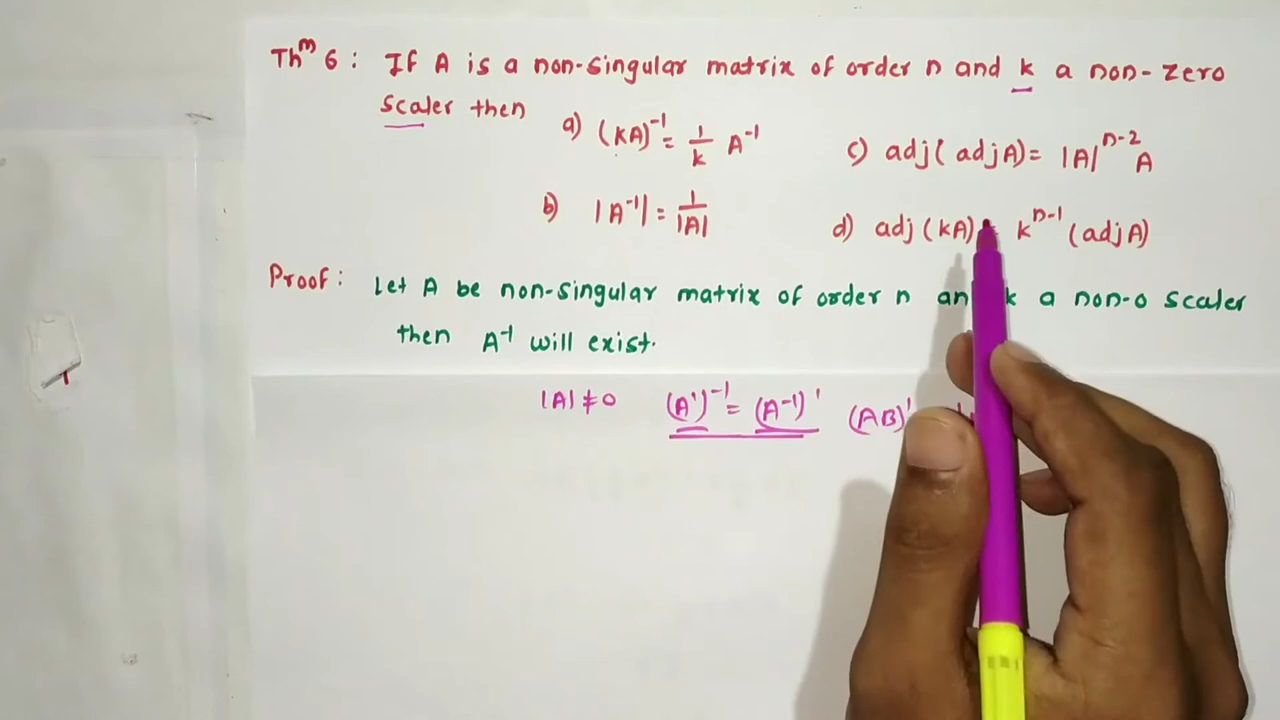 Thᵐ 6 : If A is a non-singular matrix of order n and k a non-zero
scaler then
a) (kA)⁻¹ = 1/k A⁻¹
b) |A⁻¹| = 1/|A|
c) adj( adjA) = |A|ⁿ⁻² A
d) adj (kA) kⁿ⁻¹ (adjA)
Proof : Let A be non-singular matrix of order n an k a non-0 scaler
then A⁻¹ will exist.
|A| ≠ 0 (A')⁻¹ = (A⁻¹)' (AB)'